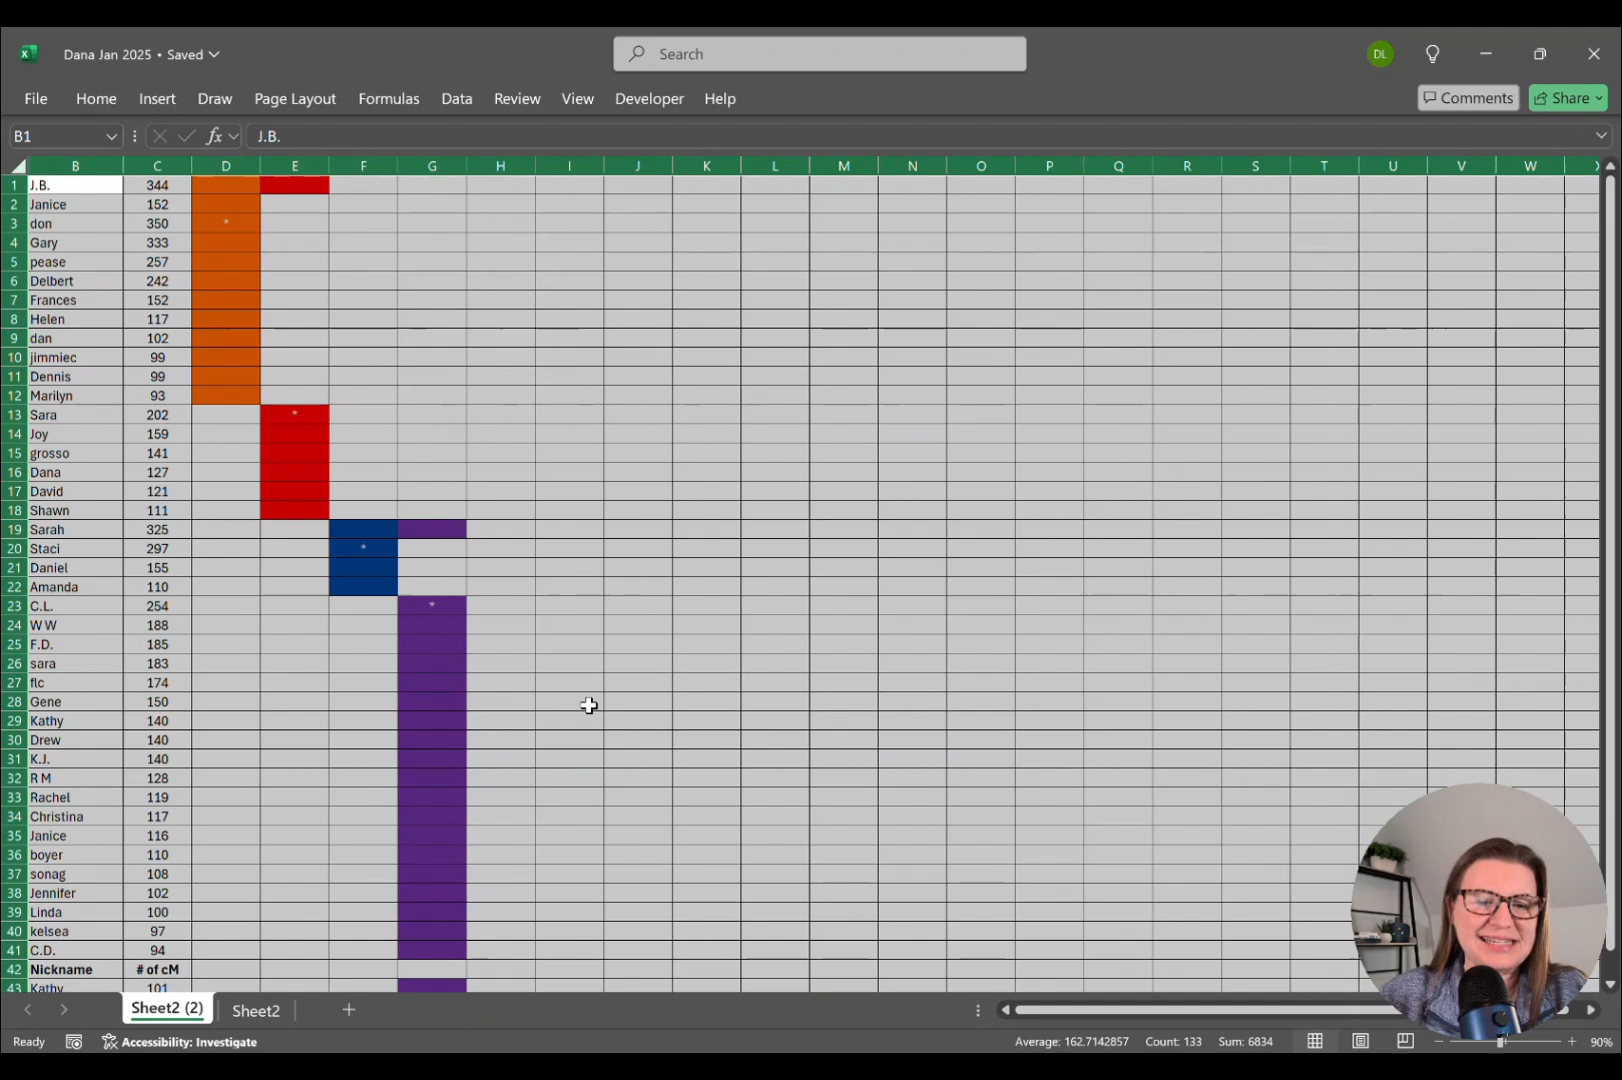 Dana Jan 2025 • Saved
Search
DL
File Home Insert Draw Page Layout Formulas Data Review View Developer Help
Comments Share
B1 fx J.B.
B C D E F G H I J K L M N O P Q R S T U V W
1 J.B. 344
2 Janice 152
3 don 350 *
4 Gary 333
5 pease 257
6 Delbert 242
7 Frances 152
8 Helen 117
9 dan 102
10 jimmiec 99
11 Dennis 99
12 Marilyn 93
13 Sara 202 *
14 Joy 159
15 grosso 141
16 Dana 127
17 David 121
18 Shawn 111
19 Sarah 325
20 Staci 297 *
21 Daniel 155
22 Amanda 110
23 C.L. 254 *
24 W W 188
25 F.D. 185
26 sara 183
27 flc 174
28 Gene 150
29 Kathy 140
30 Drew 140
31 K.J. 140
32 R M 128
33 Rachel 119
34 Christina 117
35 Janice 116
36 boyer 110
37 sonag 108
38 Jennifer 102
39 Linda 100
40 kelsea 97
41 C.D. 94
42 Nickname # of cM
43 Kathy 101
Sheet2 (2) Sheet2
Ready Accessibility: Investigate Average: 162.7142857 Count: 133 Sum: 6834 90%